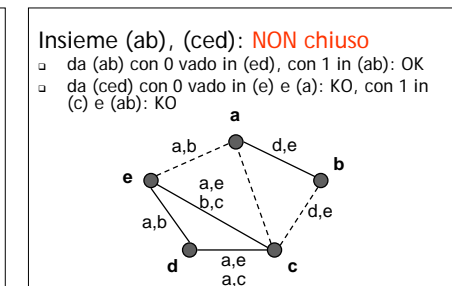 Insieme (ab), (ced): NON chiuso
▫ da (ab) con 0 vado in (ed), con 1 in (ab): OK
▫ da (ced) con 0 vado in (e) e (a): KO, con 1 in
(c) e (ab): KO
a
a,b
d,e
b
e
a,e
b,c
d,e
a,b
d
a,e
a,c
c